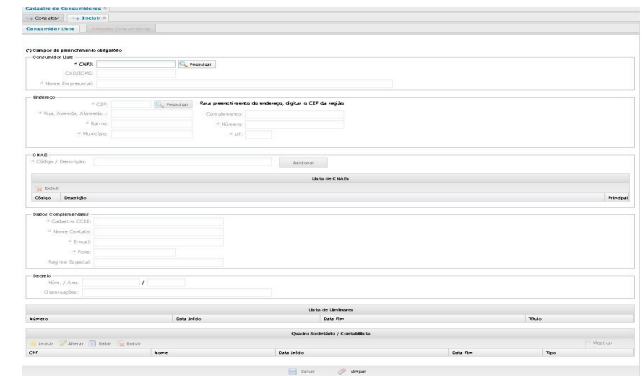 Cadastro de Consumidores
Consultar Incluir
Consumidor Livre
(*) Campos de preenchimento obrigatório
Consumidor Livre
* CNPJ: Pesquisar
CAD/ICMS:
* Nome Empresarial:
Endereço
* CEP: Pesquisar Para preenchimento do endereço, digitar o CEP da região
* Rua, Avenida, Alameda...: Complemento:
* Bairro: * Número:
* Município: * UF:
CNAE
* Código / Descrição: Adicionar
Lista de CNAEs
Excluir
Código Descrição Principal
Dados Complementares
* Cadastro CCEE:
* Nome Contato:
* E-mail:
* Fone:
Regime Especial:
Decreto
Núm. / Ano: /
Observações:
Lista de Liminares
Número Data Início Data Fim Título
Quadro Societário / Contabilista
Incluir Alterar Exibir Excluir Mostrar
CPF Nome Data Início Data Fim Tipo
Salvar Limpar